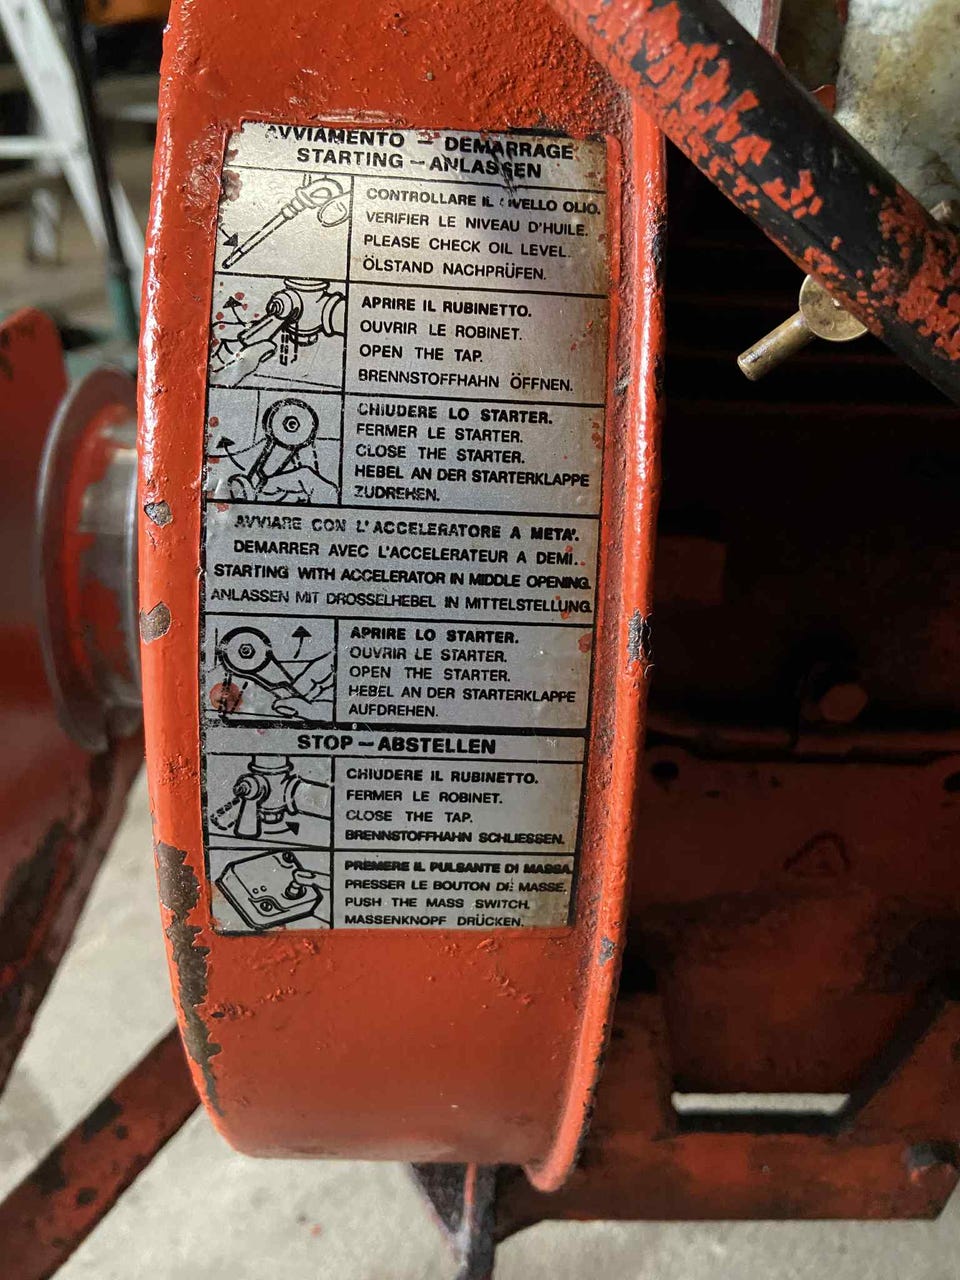 AVVIAMENTO - DEMARRAGE
STARTING - ANLASSEN
CONTROLLARE IL LIVELLO OLIO.
VERIFIER LE NIVEAU D'HUILE.
PLEASE CHECK OIL LEVEL.
ÖLSTAND NACHPRÜFEN.
APRIRE IL RUBINETTO.
OUVRIR LE ROBINET.
OPEN THE TAP.
BRENNSTOFFHAHN ÖFFNEN.
CHIUDERE LO STARTER.
FERMER LE STARTER.
CLOSE THE STARTER.
HEBEL AN DER STARTERKLAPPE
ZUDREHEN.
AVVIARE CON L'ACCELERATORE A META'.
DEMARRER AVEC L'ACCELERATEUR A DEMI..
STARTING WITH ACCELERATOR IN MIDDLE OPENING.
ANLASSEN MIT DROSSELHEBEL IN MITTELSTELLUNG.
APRIRE LO STARTER.
OUVRIR LE STARTER.
OPEN THE STARTER.
HEBEL AN DER STARTERKLAPPE
AUFDREHEN.
STOP - ABSTELLEN
CHIUDERE IL RUBINETTO.
FERMER LE ROBINET.
CLOSE THE TAP.
BRENNSTOFFHAHN SCHLIESSEN.
PREMERE IL PULSANTE DI MASSA.
PRESSER LE BOUTON DE MASSE.
PUSH THE MASS SWITCH.
MASSENKNOPF DRÜCKEN.